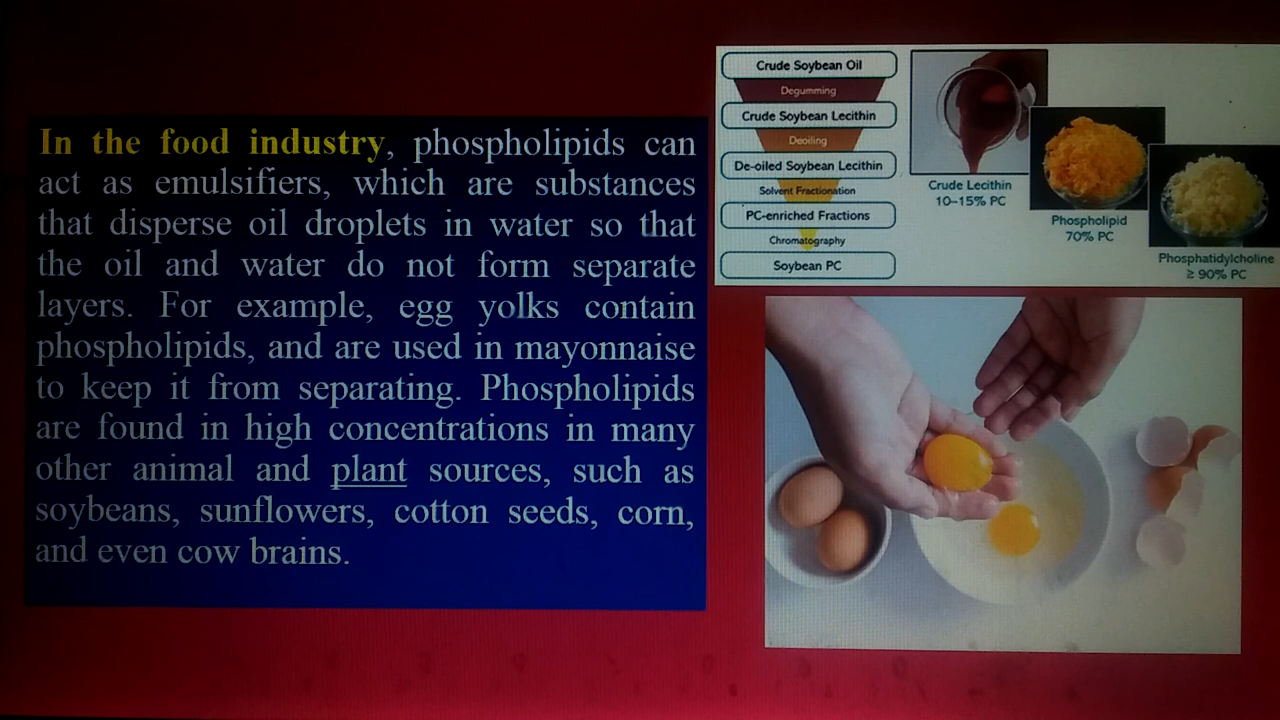 In the food industry, phospholipids can
act as emulsifiers, which are substances
that disperse oil droplets in water so that
the oil and water do not form separate
layers. For example, egg yolks contain
phospholipids, and are used in mayonnaise
to keep it from separating. Phospholipids
are found in high concentrations in many
other animal and plant sources, such as
soybeans, sunflowers, cotton seeds, corn,
and even cow brains.
Crude Soybean Oil
Degumming
Crude Soybean Lecithin
Deoiling
De-oiled Soybean Lecithin
Solvent Fractionation
PC-enriched Fractions
Chromatography
Soybean PC
Crude Lecithin
10–15% PC
Phospholipid
70% PC
Phosphatidylcholine
≥ 90% PC